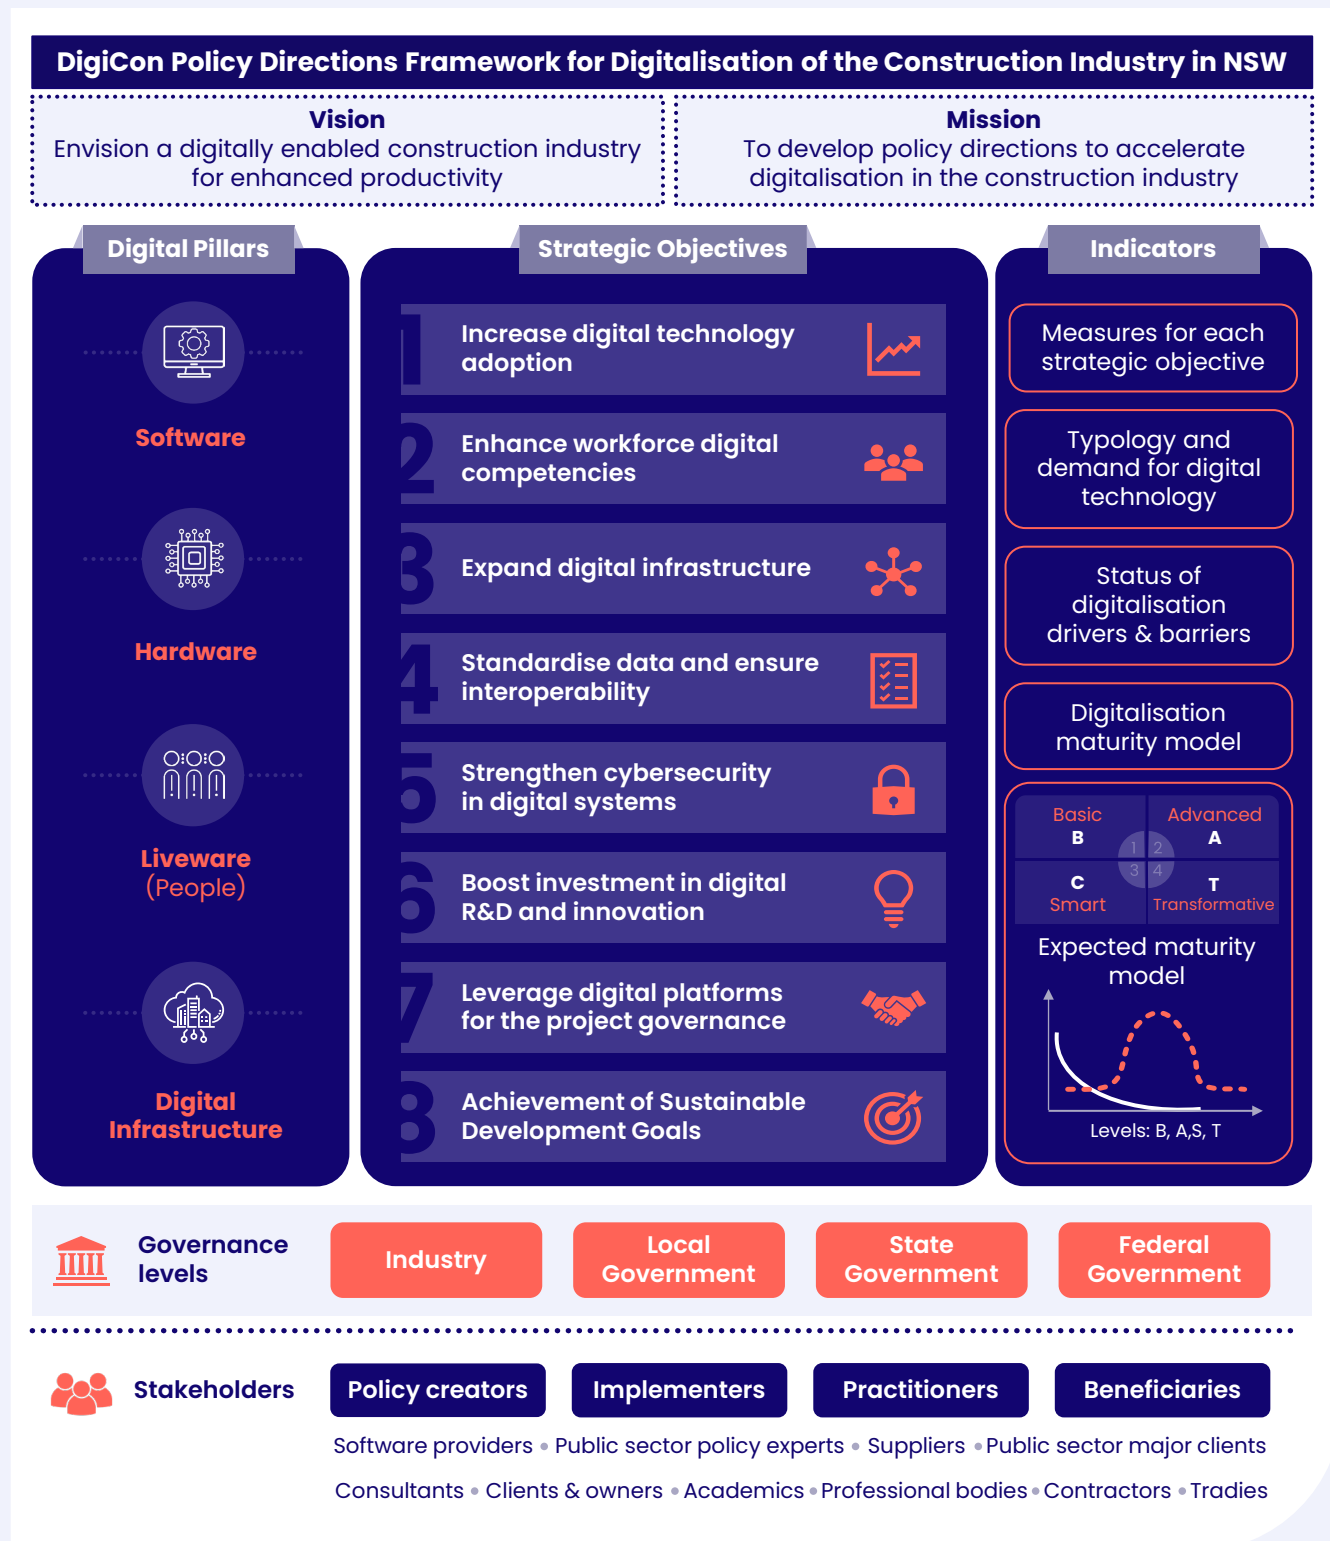 DigiCon Policy Directions Framework for Digitalisation of the Construction Industry in NSW
Vision
Envision a digitally enabled construction industry
for enhanced productivity
Mission
To develop policy directions to accelerate
digitalisation in the construction industry
Digital Pillars
Software
Hardware
Liveware
(People)
Digital
Infrastructure
Strategic Objectives
1
Increase digital technology
adoption
2
Enhance workforce digital
competencies
3
Expand digital infrastructure
4
Standardise data and ensure
interoperability
5
Strengthen cybersecurity
in digital systems
6
Boost investment in digital
R&D and innovation
7
Leverage digital platforms
for the project governance
8
Achievement of Sustainable
Development Goals
Indicators
Measures for each
strategic objective
Typology and
demand for digital
technology
Status of
digitalisation
drivers & barriers
Digitalisation
maturity model
Basic
B
Advanced
A
1 2
3 4
C
Smart
T
Transformative
Expected maturity
model
Levels: B, A,S, T
Governance
levels
Industry
Local
Government
State
Government
Federal
Government
Stakeholders
Policy creators
Implementers
Practitioners
Beneficiaries
Software providers • Public sector policy experts • Suppliers • Public sector major clients
Consultants • Clients & owners • Academics • Professional bodies • Contractors • Tradies